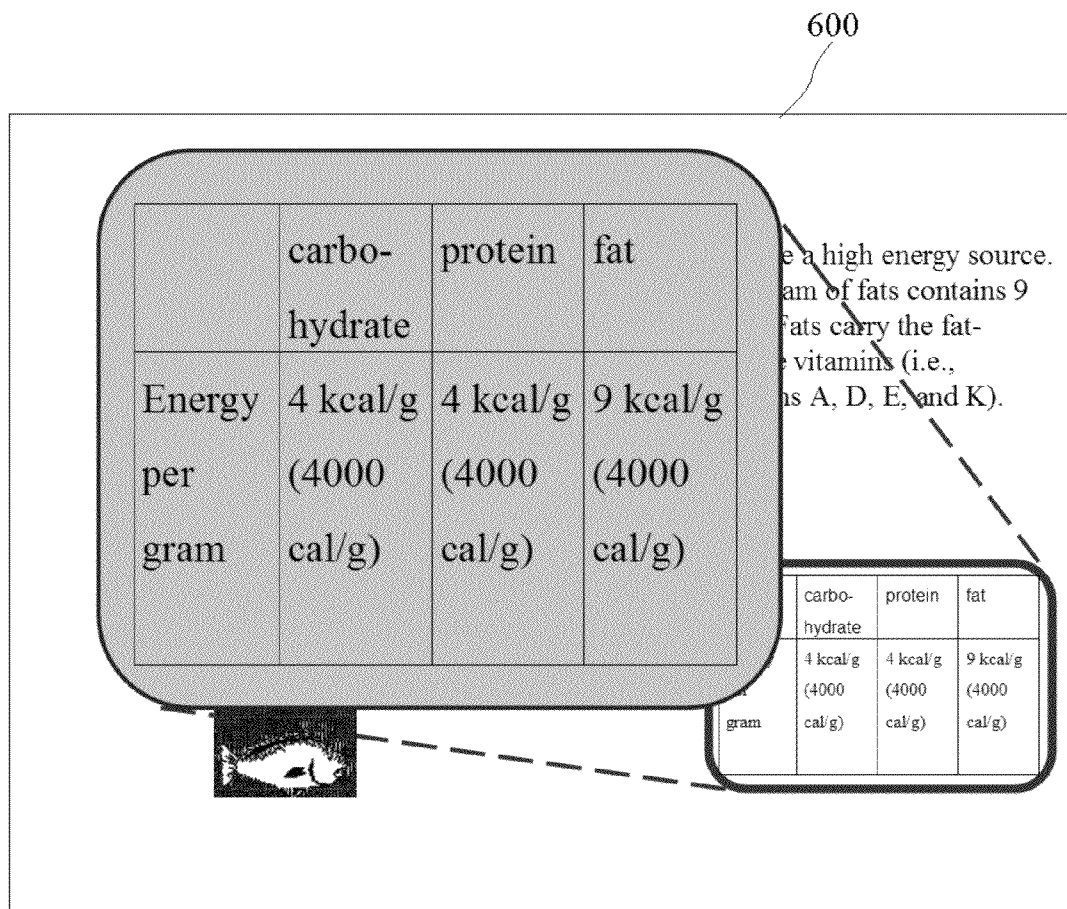 600
carbo- protein fat
hydrate
Energy 4 kcal/g 4 kcal/g 9 kcal/g
per (4000 (4000 (4000
gram cal/g) cal/g) cal/g)
a high energy source.
of fats contains 9
Fats carry the fat-
vitamins (i.e.,
A, D, E, and K).
carbo- protein fat
hydrate
4 kcal/g 4 kcal/g 9 kcal/g
(4000 (4000 (4000
gram cal/g) cal/g) cal/g)